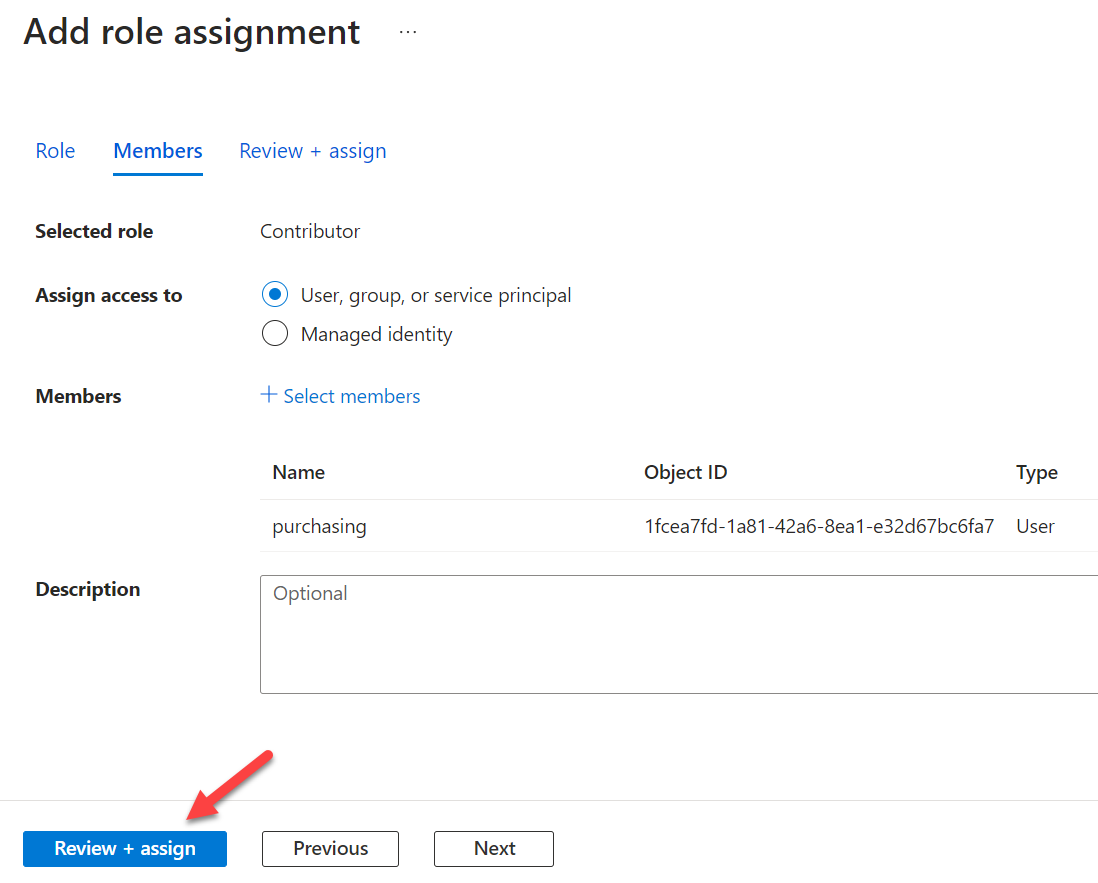 Add role assignment ...
Role Members Review + assign
Selected role Contributor
Assign access to User, group, or service principal
Managed identity
Members + Select members
Name Object ID Type
purchasing 1fcea7fd-1a81-42a6-8ea1-e32d67bc6fa7 User
Description Optional
Review + assign Previous Next